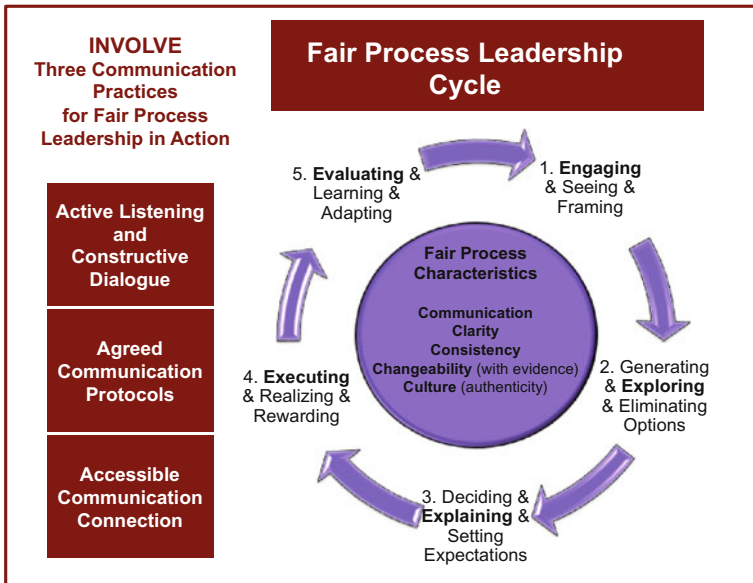 INVOLVE
Three Communication
Practices
for Fair Process
Leadership in Action
Active Listening
and
Constructive
Dialogue
Agreed
Communication
Protocols
Accessible
Communication
Connection
Fair Process Leadership
Cycle
1. Engaging
& Seeing &
Framing
2. Generating
& Exploring
& Eliminating
Options
3. Deciding &
Explaining &
Setting
Expectations
4. Executing
& Realizing &
Rewarding
5. Evaluating &
Learning &
Adapting
Fair Process
Characteristics
Communication
Clarity
Consistency
Changeability (with evidence)
Culture (authenticity)